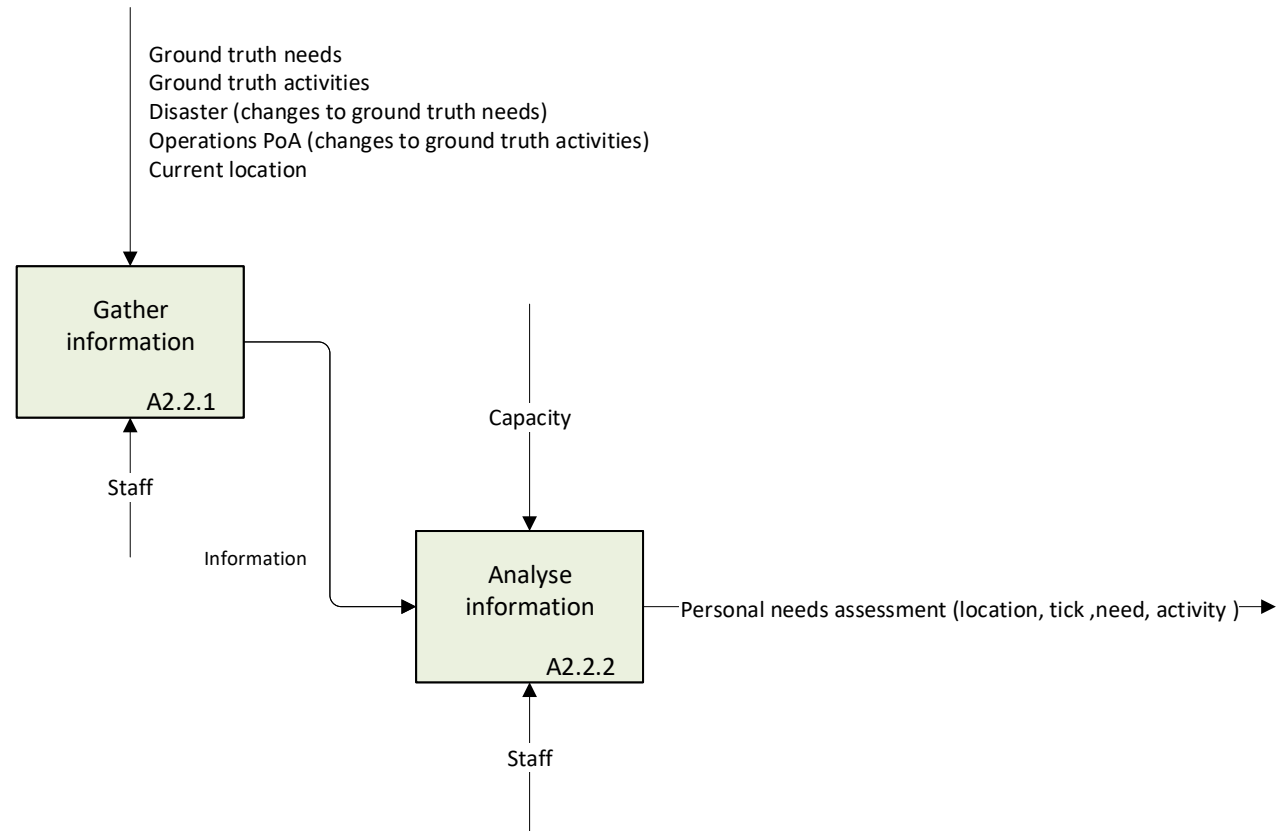 Ground truth needs
Ground truth activities
Disaster (changes to ground truth needs)
Operations PoA (changes to ground truth activities)
Current location
Gather
information
A2.2.1
Staff
Information
Capacity
Analyse
information
A2.2.2
Personal needs assessment (location, tick ,need, activity )
Staff